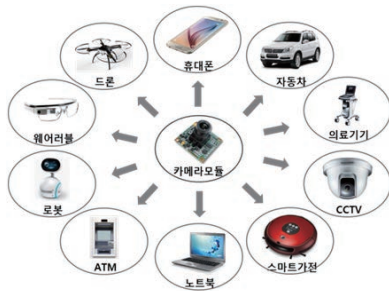 휴대폰
드론
자동차
웨어러블
의료기기
카메라모듈
로봇
CCTV
ATM
스마트가전
노트북